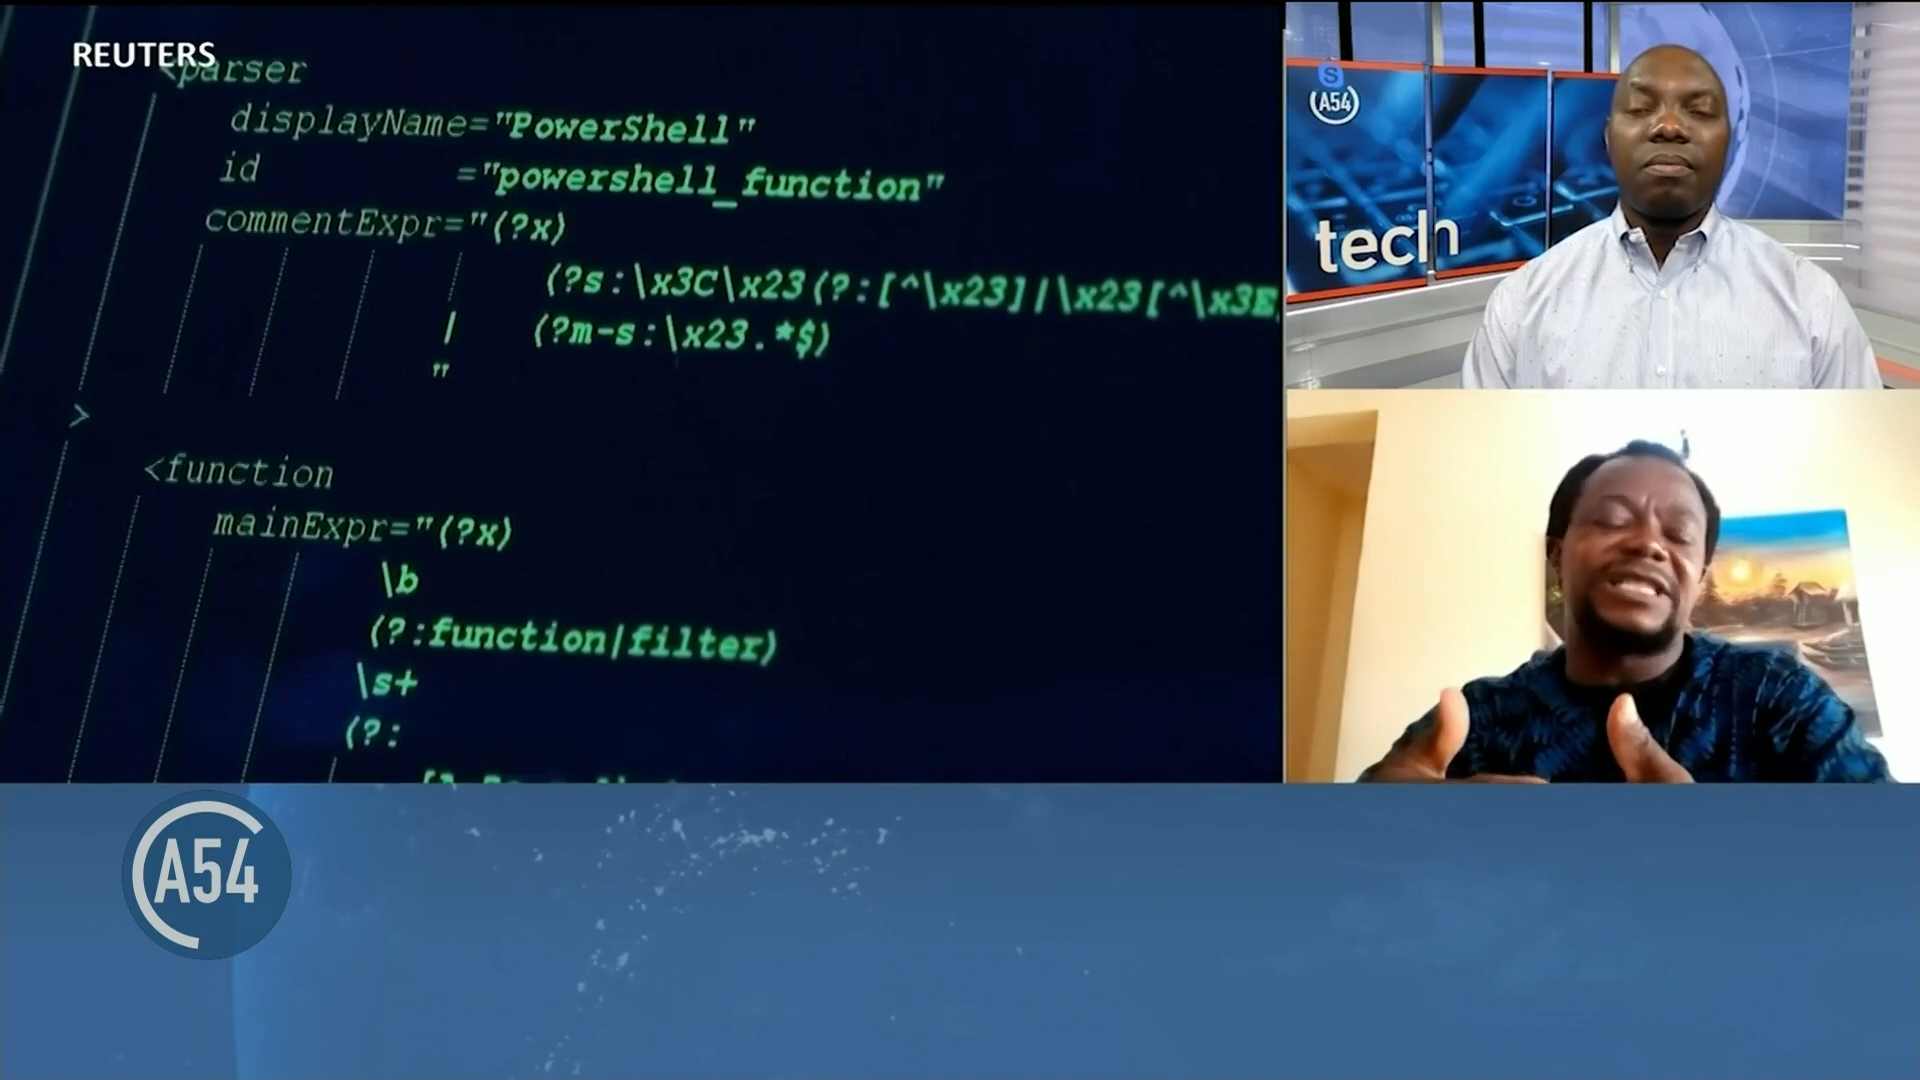 REUTERS
<parser
displayName="PowerShell"
id ="powershell_function"
commentExpr="(?x)
(?s:\x3C\x23(?:[^\x23]|\x23[^\x3E
| (?m-s:\x23.*$)
"
>
<function
mainExpr="(?x)
\b
(?:function|filter)
\s+
(?:
S
A54
tech
A54